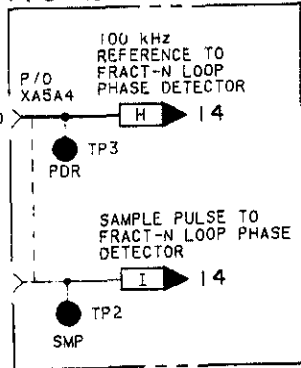 100 kHz
REFERENCE TO
FRACT-N LOOP
PHASE DETECTOR
P/O
XA5A4
H 14
TP3
PDR
SAMPLE PULSE TO
FRACT-N LOOP PHASE
DETECTOR
I 14
TP2
SMP